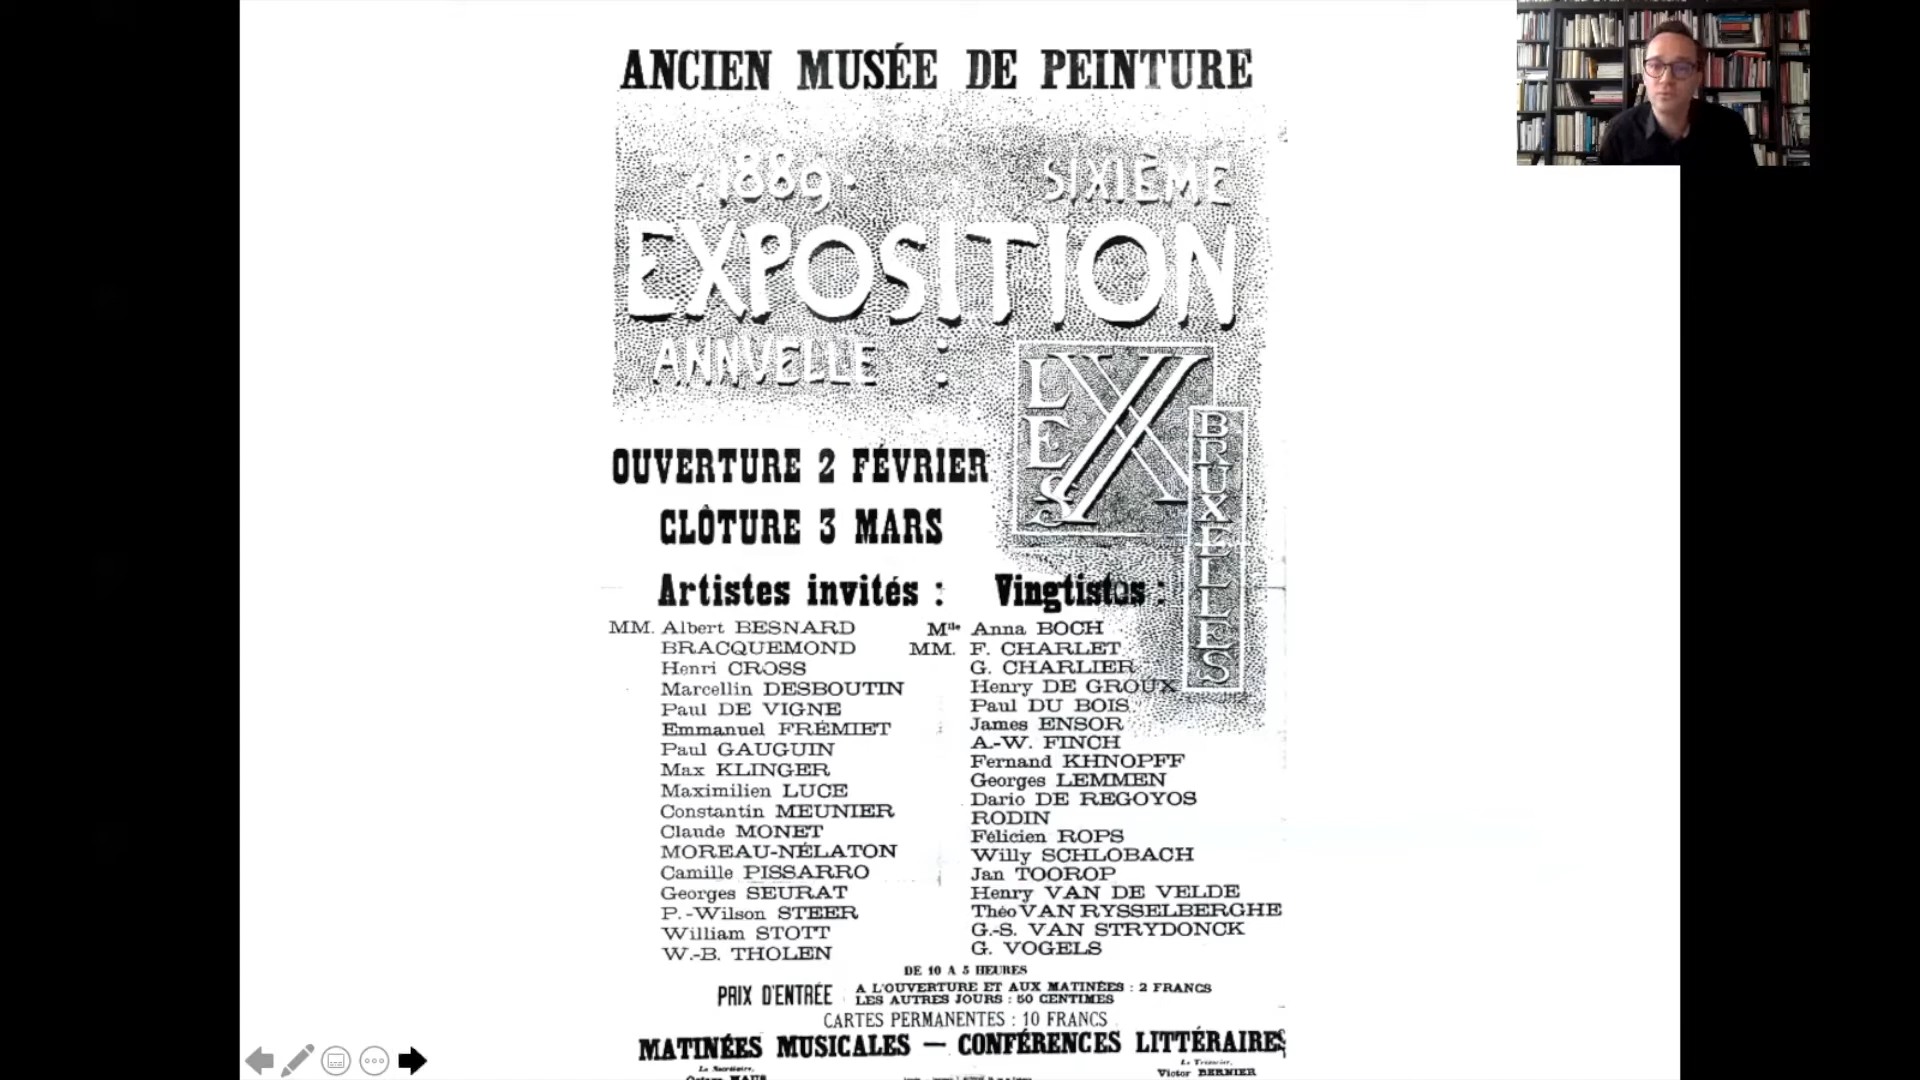 ANCIEN MUSÉE DE PEINTURE
1889 · SIXIÈME
EXPOSITION
ANNVELLE :
LES XX
BRUXELLES
OUVERTURE 2 FÉVRIER
CLÔTURE 3 MARS
Artistes invités :
MM. Albert BESNARD
BRACQUEMOND
Henri CROSS
Marcellin DESBOUTIN
Paul DE VIGNE
Emmanuel FRÉMIET
Paul GAUGUIN
Max KLINGER
Maximilien LUCE
Constantin MEUNIER
Claude MONET
MOREAU-NÉLATON
Camille PISSARRO
Georges SEURAT
P.-Wilson STEER
William STOTT
W.-B. THOLEN
Vingtistes :
Mlle Anna BOCH
MM. F. CHARLET
G. CHARLIER
Henry DE GROUX
Paul DU BOIS
James ENSOR
A.-W. FINCH
Fernand KHNOPFF
Georges LEMMEN
Dario DE REGOYOS
RODIN
Félicien ROPS
Willy SCHLOBACH
Jan TOOROP
Henry VAN DE VELDE
Théo VAN RYSSELBERGHE
G.-S. VAN STRYDONCK
G. VOGELS
DE 10 A 5 HEURES
PRIX D'ENTRÉE
A L'OUVERTURE ET AUX MATINÉES : 2 FRANCS
LES AUTRES JOURS : 50 CENTIMES
CARTES PERMANENTES : 10 FRANCS
MATINÉES MUSICALES — CONFÉRENCES LITTÉRAIRES
Le Secrétaire,
Octave MAUS
Le Trésorier,
Victor BERNIER